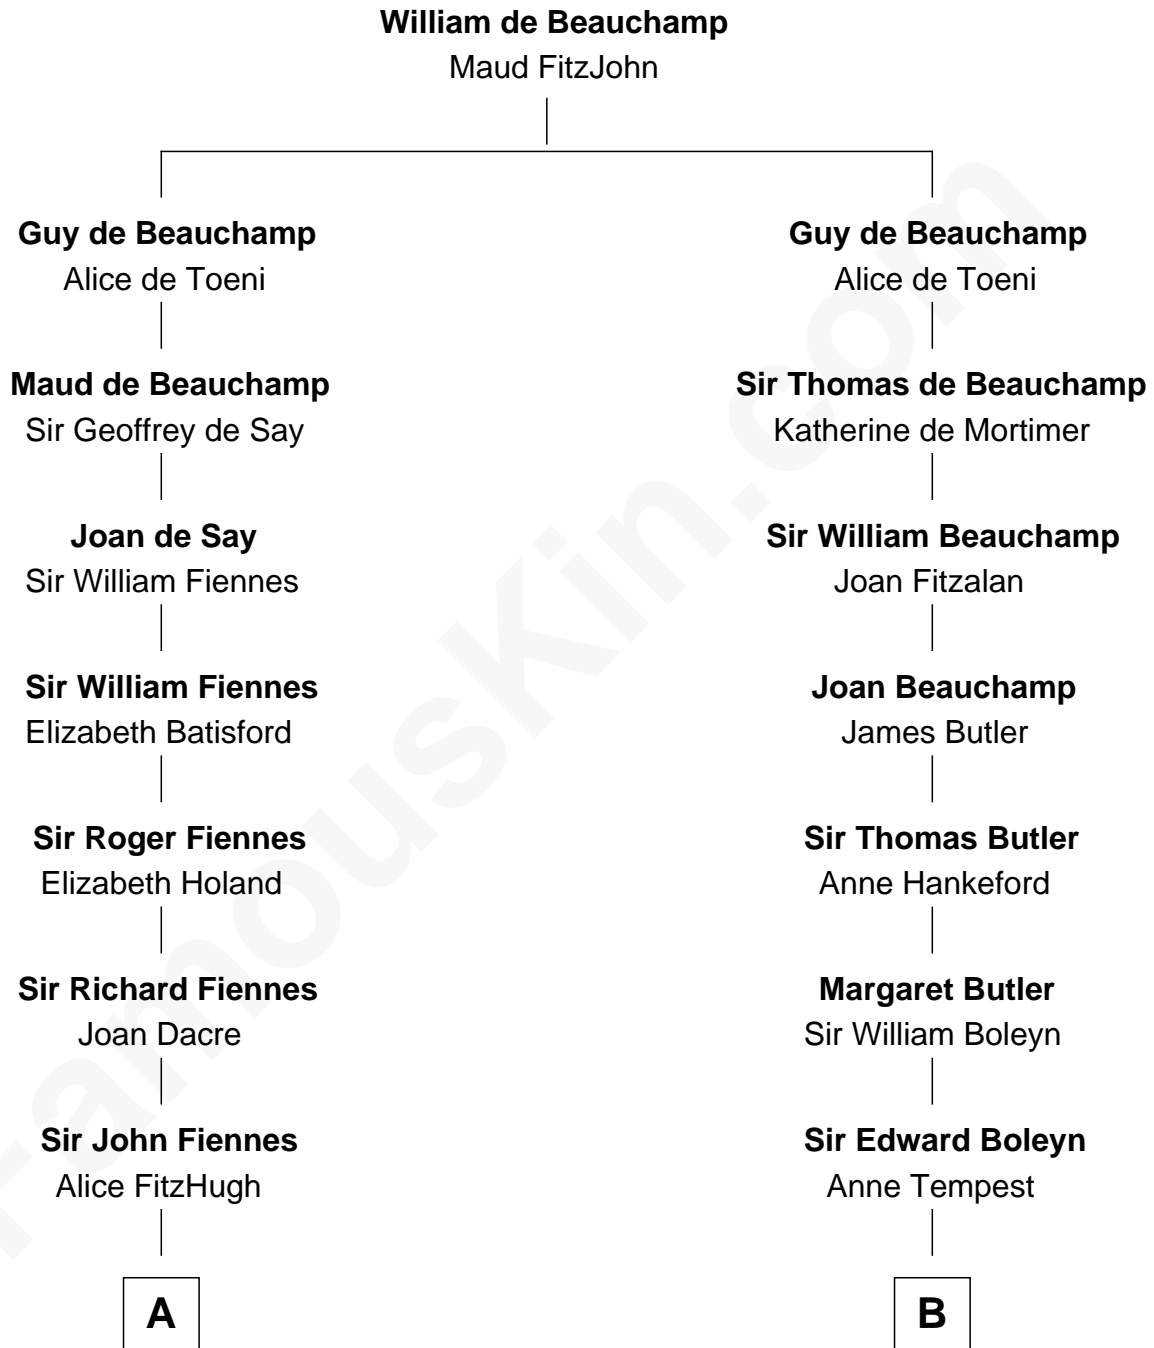 William de Beauchamp
Maud FitzJohn
Guy de Beauchamp
Alice de Toeni
Maud de Beauchamp
Sir Geoffrey de Say
Joan de Say
Sir William Fiennes
Sir William Fiennes
Elizabeth Batisford
Sir Roger Fiennes
Elizabeth Holand
Sir Richard Fiennes
Joan Dacre
Sir John Fiennes
Alice FitzHugh
A
Guy de Beauchamp
Alice de Toeni
Sir Thomas de Beauchamp
Katherine de Mortimer
Sir William Beauchamp
Joan Fitzalan
Joan Beauchamp
James Butler
Sir Thomas Butler
Anne Hankeford
Margaret Butler
Sir William Boleyn
Sir Edward Boleyn
Anne Tempest
B
FamousKin.com